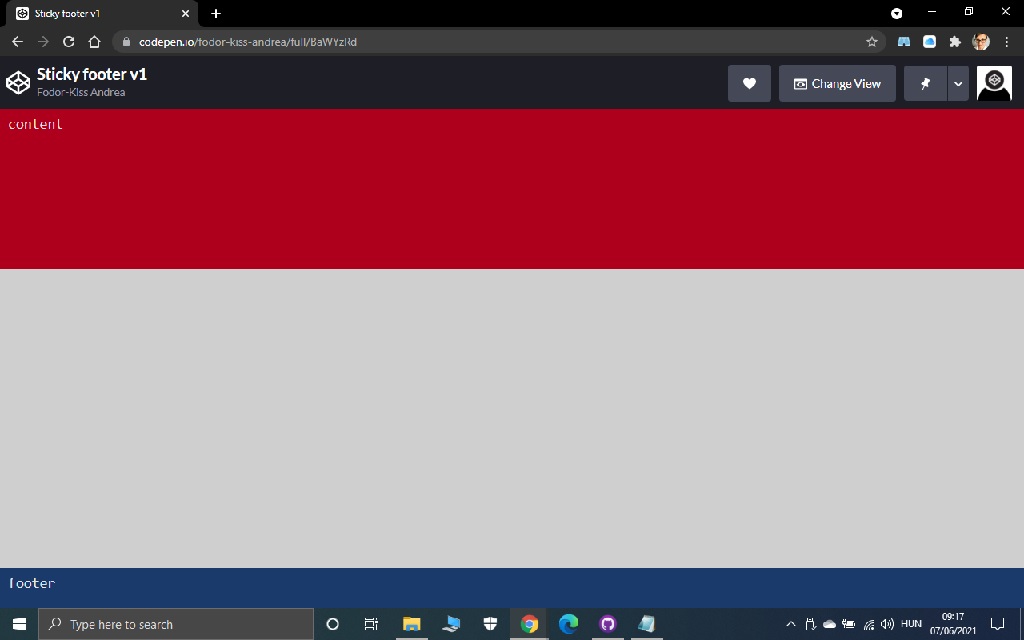 Sticky footer v1
codepen.io/fodor-kiss-andrea/full/BaWYzRd
Sticky footer v1
Fodor-Kiss Andrea
Change View
content
footer
Type here to search
HUN
09:17
07/06/2021